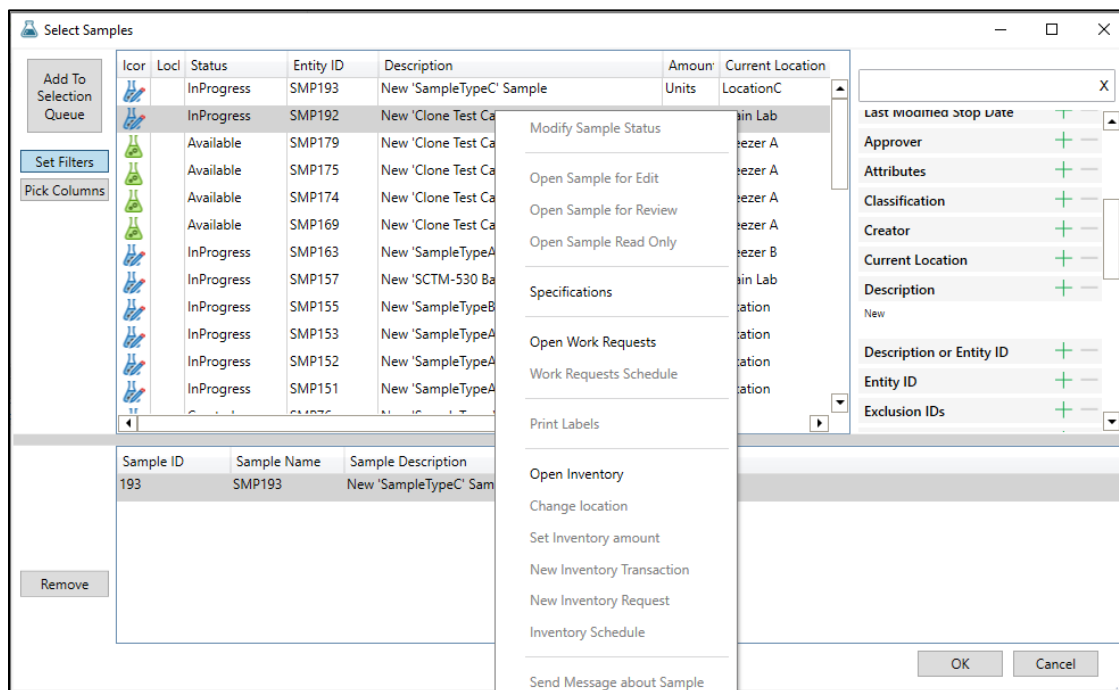 Select Samples
Add To
Selection
Queue
Set Filters
Pick Columns
Icor Locl Status Entity ID Description Amoun Current Location
InProgress SMP193 New 'SampleTypeC' Sample Units LocationC
InProgress SMP192 New 'Clone Test Ca ain Lab
Available SMP179 New 'Clone Test Ca eezer A
Available SMP175 New 'Clone Test Ca eezer A
Available SMP174 New 'Clone Test Ca eezer A
Available SMP169 New 'Clone Test Ca eezer A
InProgress SMP163 New 'SampleTypeA eezer B
InProgress SMP157 New 'SCTM-530 Ba ain Lab
InProgress SMP155 New 'SampleTypeB cation
InProgress SMP153 New 'SampleTypeA cation
InProgress SMP152 New 'SampleTypeA cation
InProgress SMP151 New 'SampleTypeA cation
Modify Sample Status
Open Sample for Edit
Open Sample for Review
Open Sample Read Only
Specifications
Open Work Requests
Work Requests Schedule
Print Labels
Open Inventory
Change location
Set Inventory amount
New Inventory Transaction
New Inventory Request
Inventory Schedule
Send Message about Sample
X
Last Modified Stop Date
Approver
Attributes
Classification
Creator
Current Location
Description
New
Description or Entity ID
Entity ID
Exclusion IDs
Sample ID Sample Name Sample Description
193 SMP193 New 'SampleTypeC' Sam
Remove
OK Cancel